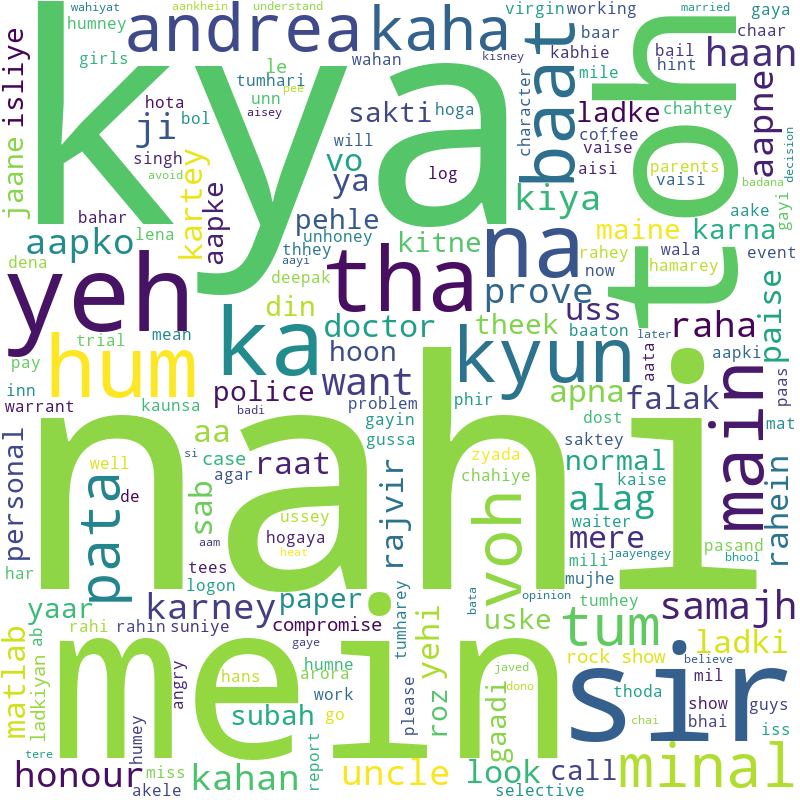 wahiyat aankhein understand virgin working married gaya
humney andrea kaha kisney baar chaar
girls le wahan kabhie bail haan
isliye hota ji tumhari unn pee mile hint
bol aisey sakti hoga baat character ladke chahtey toh aapne
kya singh will vo coffee vaise parents decision
jaane avoid log ya aisi vaisi badana
kartey aapke pehle kiya maine karna aake gayi
bahar unhoney na wala event
aapko lena thhey kitne rahey now hamarey
dena aayi deepak prove uss paise
yeh tha din baaton raha later aapki
mean ka doctor theek aata
trial hoon kyun paas
pay hum want apna falak main mat
inn police problem phir dost
warrant kaunsa badi gayin saktey
personal si gussa zyada normal kaise rahein
well aa case raat chahiye alag
pata de sab agar rajvir voh waiter
har aam ussey mere pasand
tees hogaya mili bhool
logon heat nahi mujhe jaayengey
yaar karney paper tumharey opinion tumhey samajh
rahi rahin suniye compromise yehi uske bata tum
ab gaye ladki
matlab ladkiyan hans humne arora rock show believe
angry mein roz javed thoda mil
subah work please gaadi dono sir show guys
tere humey go bhai iss
honour miss kahan report uncle look chai call minal
akele selective